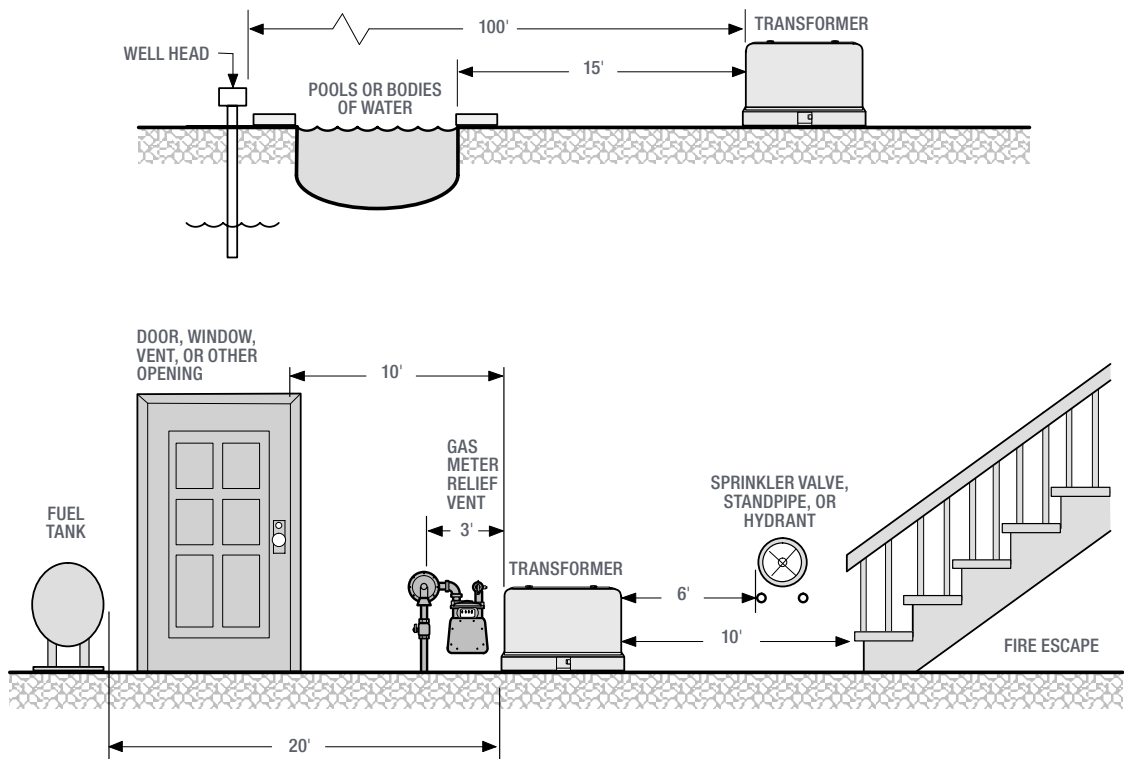 100'
TRANSFORMER
WELL HEAD
15'
POOLS OR BODIES
OF WATER
DOOR, WINDOW,
VENT, OR OTHER
OPENING
10'
GAS
METER
RELIEF
VENT
3'
FUEL
TANK
SPRINKLER VALVE,
STANDPIPE, OR
HYDRANT
TRANSFORMER
6'
10'
FIRE ESCAPE
20'